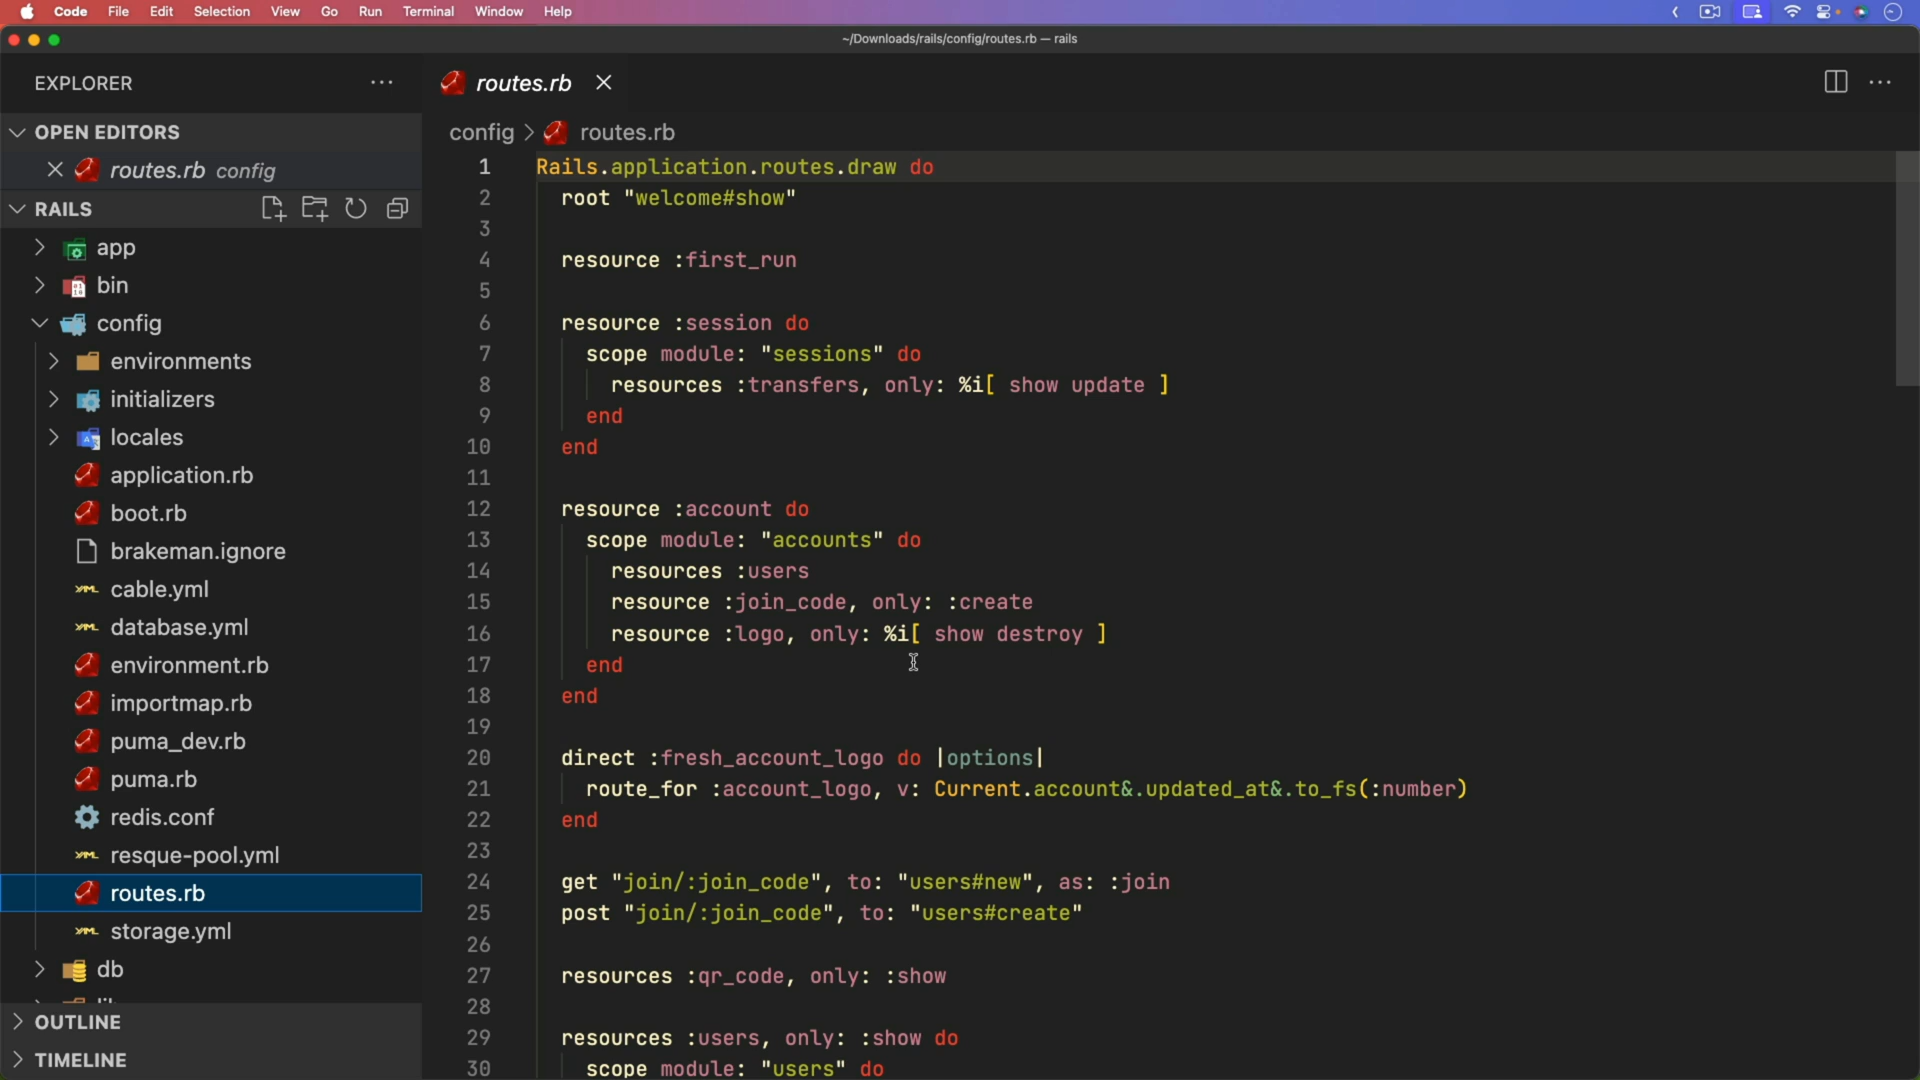 Code File Edit Selection View Go Run Terminal Window Help
~/Downloads/rails/config/routes.rb — rails
EXPLORER
OPEN EDITORS
routes.rb config
RAILS
app
bin
config
environments
initializers
locales
application.rb
boot.rb
brakeman.ignore
cable.yml
database.yml
environment.rb
importmap.rb
puma_dev.rb
puma.rb
redis.conf
resque-pool.yml
routes.rb
storage.yml
db
OUTLINE
TIMELINE
routes.rb
config > routes.rb
1 Rails.application.routes.draw do
2 root "welcome#show"
3
4 resource :first_run
5
6 resource :session do
7 scope module: "sessions" do
8 resources :transfers, only: %i[ show update ]
9 end
10 end
11
12 resource :account do
13 scope module: "accounts" do
14 resources :users
15 resource :join_code, only: :create
16 resource :logo, only: %i[ show destroy ]
17 end
18 end
19
20 direct :fresh_account_logo do |options|
21 route_for :account_logo, v: Current.account&.updated_at&.to_fs(:number)
22 end
23
24 get "join/:join_code", to: "users#new", as: :join
25 post "join/:join_code", to: "users#create"
26
27 resources :qr_code, only: :show
28
29 resources :users, only: :show do
30 scope module: "users" do